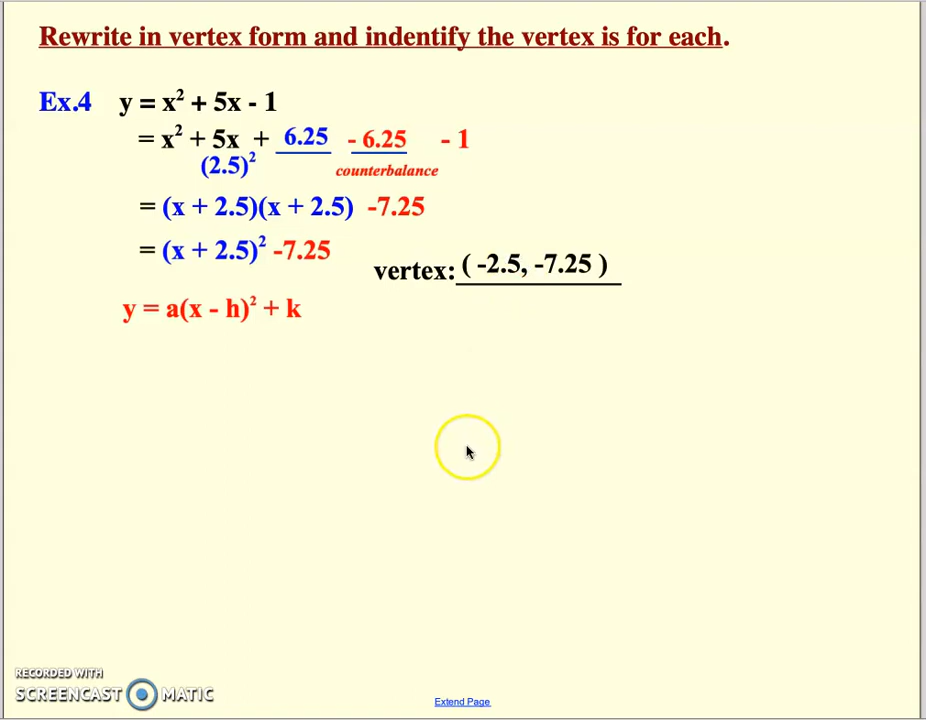 Rewrite in vertex form and indentify the vertex is for each.
Ex.4 y = x² + 5x - 1
= x² + 5x + 6.25 - 6.25 - 1
(2.5)² counterbalance
= (x + 2.5)(x + 2.5) -7.25
= (x + 2.5)² -7.25
vertex: ( -2.5, -7.25 )
y = a(x - h)² + k
RECORDED WITH
SCREENCAST MATIC
Extend Page